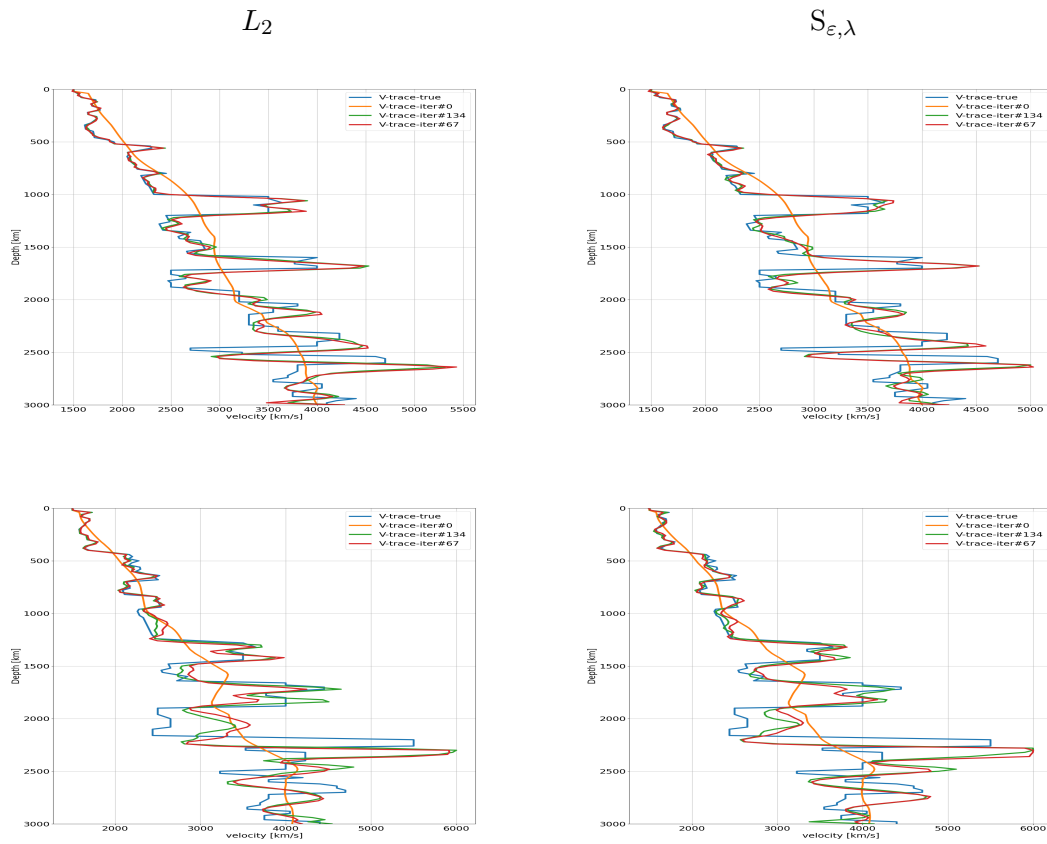 L₂
S_{ε,λ}
V-trace-true
V-trace-iter#0
V-trace-iter#134
V-trace-iter#67
Depth [km]
0
500
1000
1500
2000
2500
3000
1500 2000 2500 3000 3500 4000 4500 5000 5500
velocity [km/s]
V-trace-true
V-trace-iter#0
V-trace-iter#134
V-trace-iter#67
Depth [km]
0
500
1000
1500
2000
2500
3000
1500 2000 2500 3000 3500 4000 4500 5000
velocity [km/s]
V-trace-true
V-trace-iter#0
V-trace-iter#134
V-trace-iter#67
Depth [km]
0
500
1000
1500
2000
2500
3000
2000 3000 4000 5000 6000
velocity [km/s]
V-trace-true
V-trace-iter#0
V-trace-iter#134
V-trace-iter#67
Depth [km]
0
500
1000
1500
2000
2500
3000
2000 3000 4000 5000 6000
velocity [km/s]